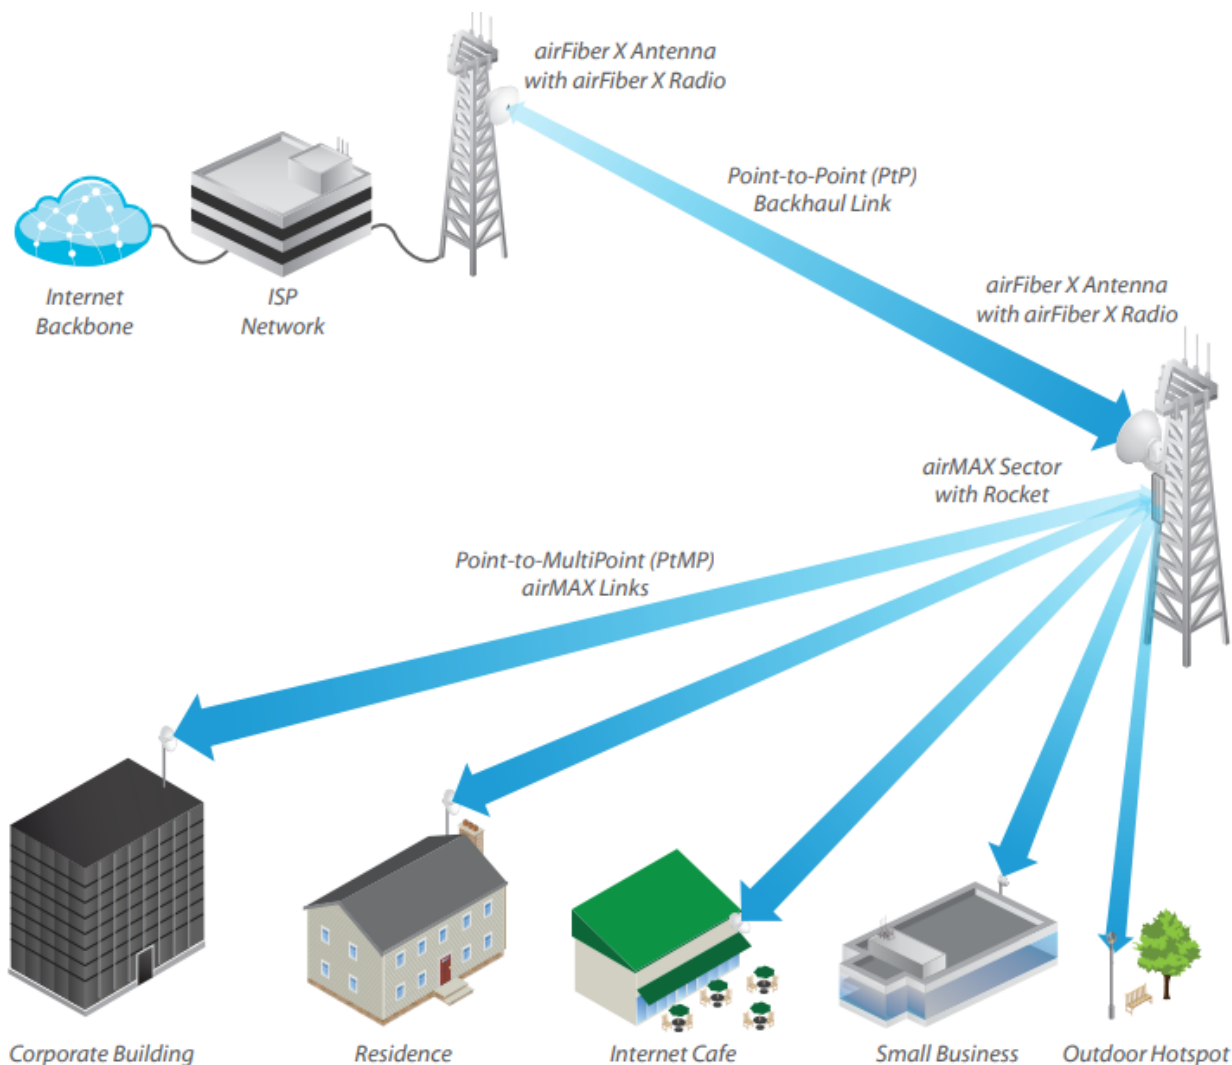 airFiber X Antenna
with airFiber X Radio
Point-to-Point (PtP)
Backhaul Link
Internet
Backbone
ISP
Network
airFiber X Antenna
with airFiber X Radio
airMAX Sector
with Rocket
Point-to-MultiPoint (PtMP)
airMAX Links
Corporate Building
Residence
Internet Cafe
Small Business
Outdoor Hotspot